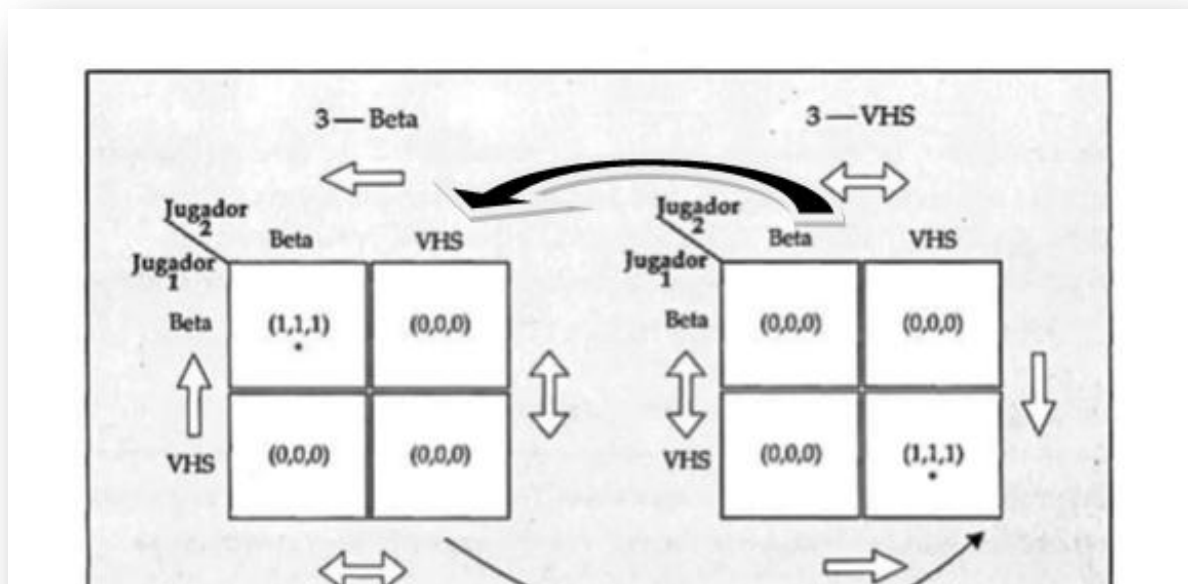 3 — Beta
3 — VHS
Jugador 2
Beta VHS
Jugador 1
Beta (1,1,1) (0,0,0)
*
VHS (0,0,0) (0,0,0)
Jugador 2
Beta VHS
Jugador 1
Beta (0,0,0) (0,0,0)
VHS (0,0,0) (1,1,1)
*